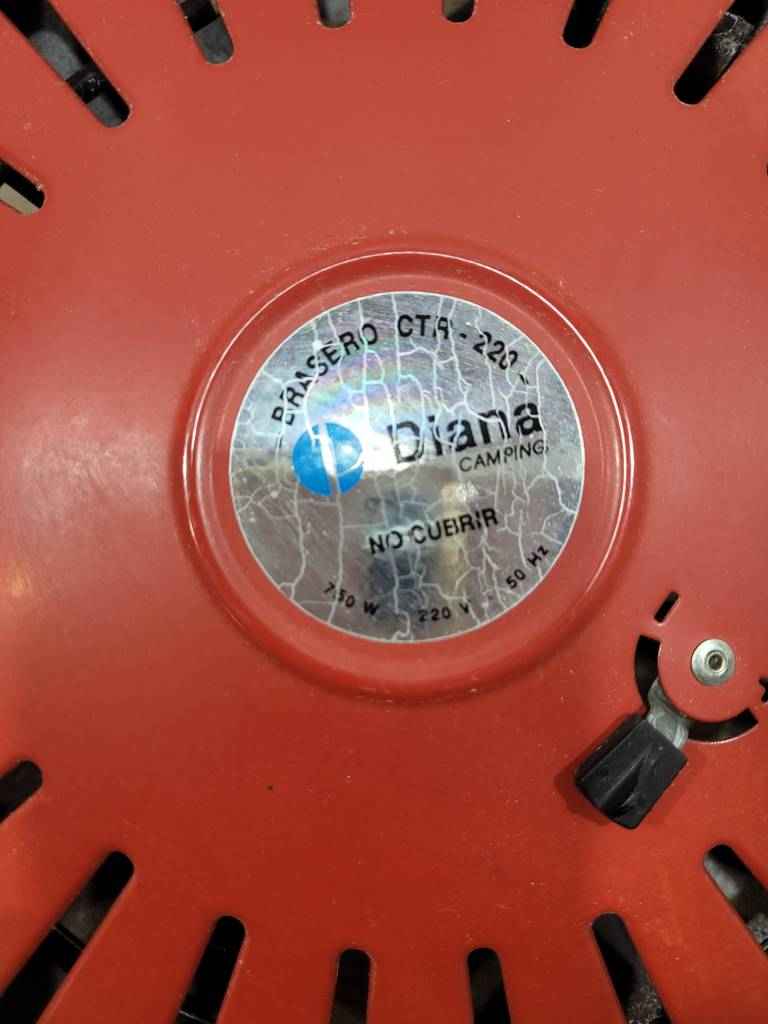 BRASERO CTR - 220
Diana
CAMPING
NO CUBRIR
750 W 220 V - 50 Hz